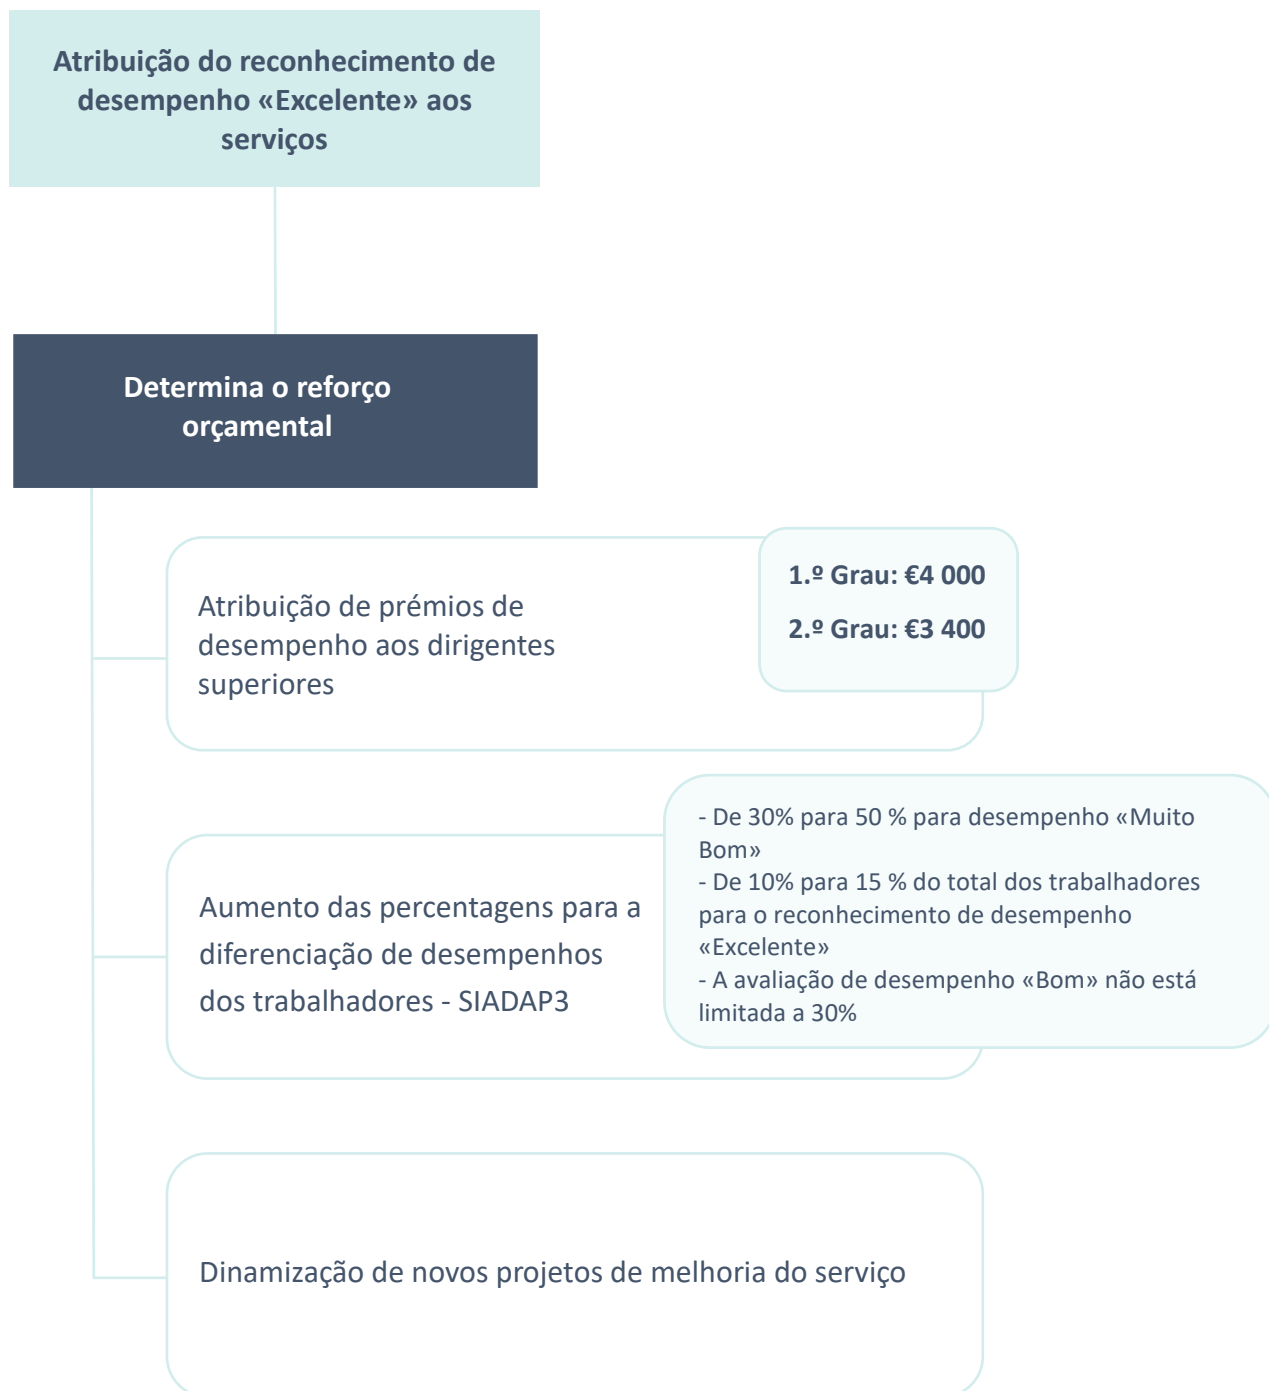 Atribuição do reconhecimento de
desempenho «Excelente» aos
serviços
Determina o reforço
orçamental
Atribuição de prémios de
desempenho aos dirigentes
superiores
1.º Grau: €4 000
2.º Grau: €3 400
Aumento das percentagens para a
diferenciação de desempenhos
dos trabalhadores - SIADAP3
- De 30% para 50 % para desempenho «Muito
Bom»
- De 10% para 15 % do total dos trabalhadores
para o reconhecimento de desempenho
«Excelente»
- A avaliação de desempenho «Bom» não está
limitada a 30%
Dinamização de novos projetos de melhoria do serviço